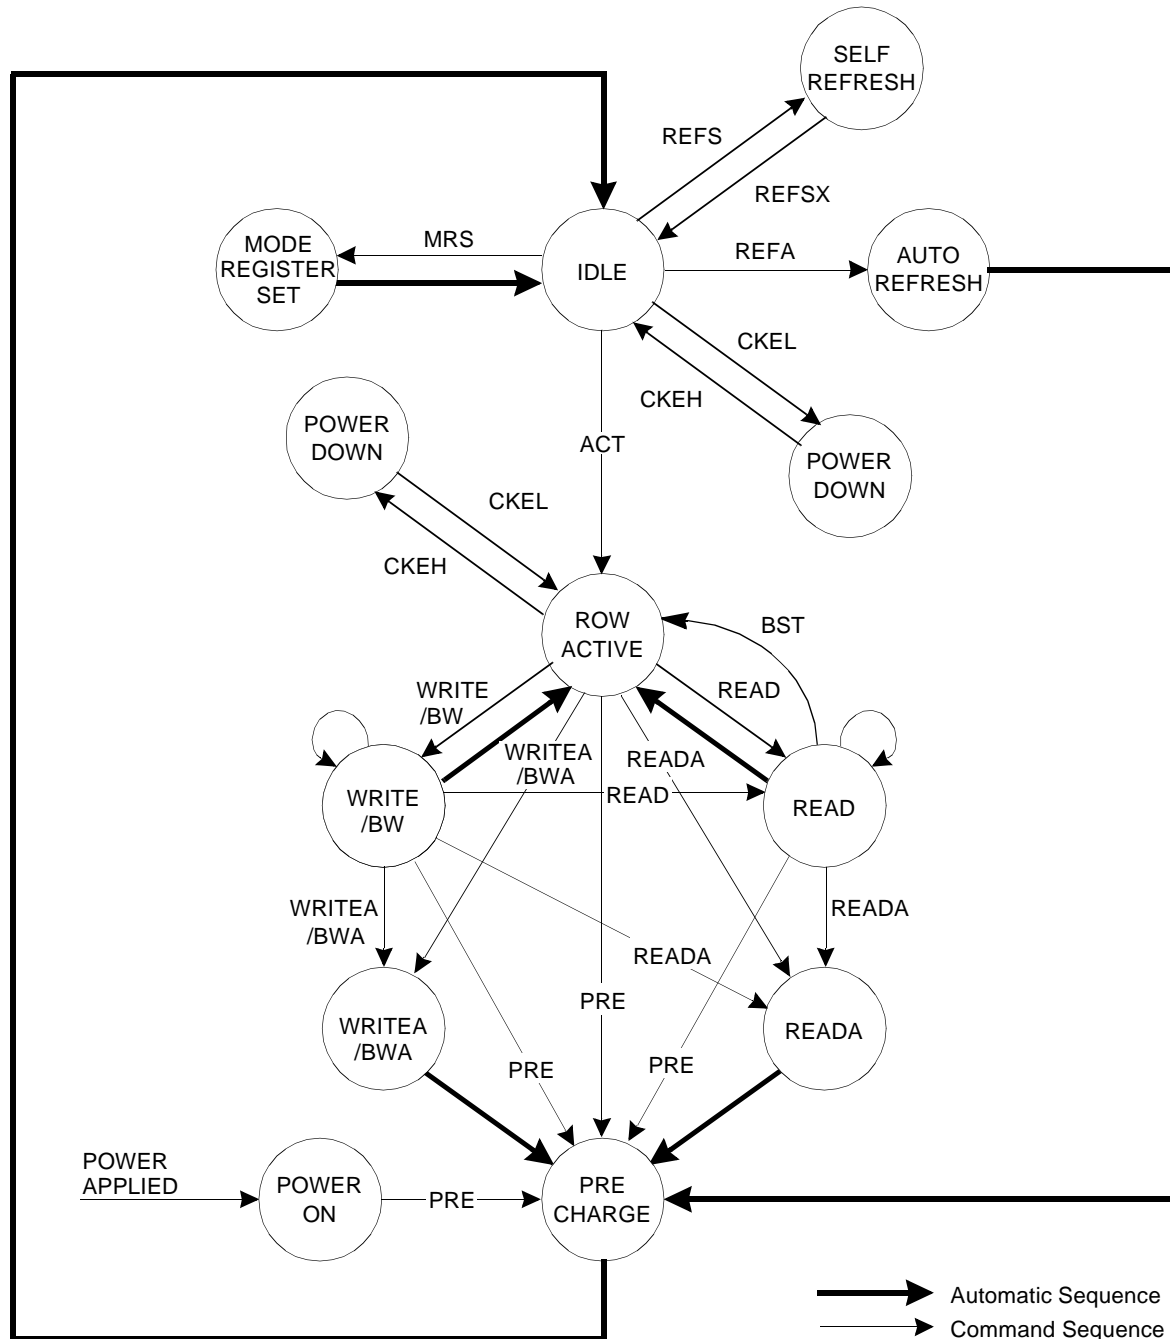 SELF
REFRESH
REFS
REFSX
MODE
REGISTER
SET
MRS
IDLE
REFA
AUTO
REFRESH
CKEL
CKEH
POWER
DOWN
ACT
POWER
DOWN
CKEL
CKEH
ROW
ACTIVE
BST
WRITE
/BW
READ
WRITEA
/BWA
READA
WRITE
/BW
READ
READ
WRITEA
/BWA
READA
READA
WRITEA
/BWA
PRE
READA
PRE
PRE
POWER
APPLIED
POWER
ON
PRE
PRE
CHARGE
Automatic Sequence
Command Sequence